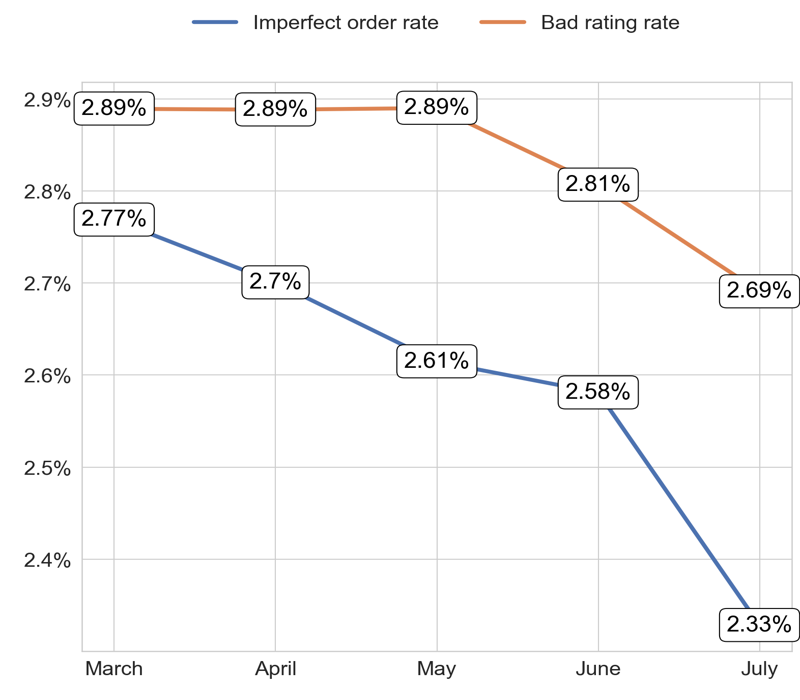 Imperfect order rate Bad rating rate
2.9% 2.89% 2.89% 2.89%
2.8% 2.81%
2.77%
2.7% 2.7% 2.69%
2.6% 2.61% 2.58%
2.5%
2.4%
2.33%
March April May June July